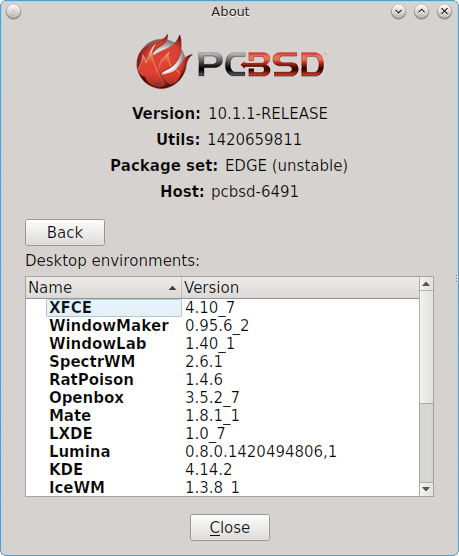 About
PCBSD
Version: 10.1.1-RELEASE
Utils: 1420659811
Package set: EDGE (unstable)
Host: pcbsd-6491
Back
Desktop environments:
Name Version
XFCE 4.10_7
WindowMaker 0.95.6_2
WindowLab 1.40_1
SpectrWM 2.6.1
RatPoison 1.4.6
Openbox 3.5.2_7
Mate 1.8.1_1
LXDE 1.0_7
Lumina 0.8.0.1420494806,1
KDE 4.14.2
IceWM 1.3.8_1
Close